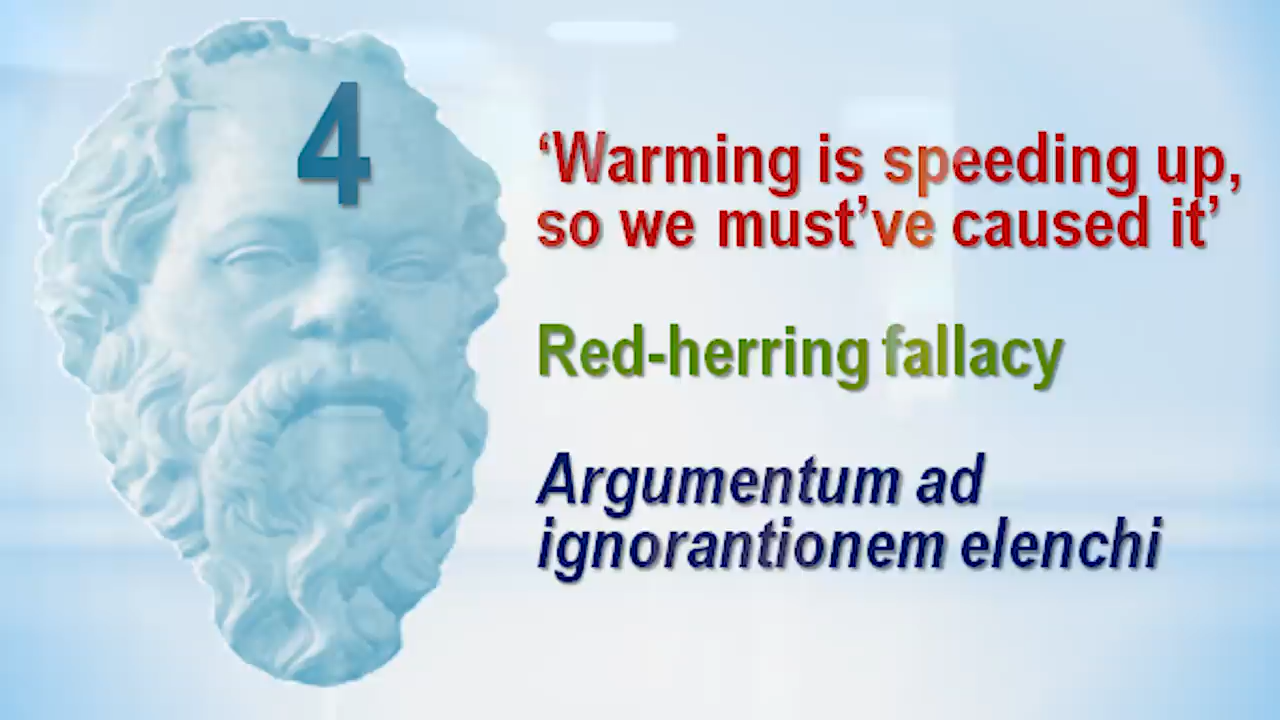 4
‘Warming is speeding up,
so we must’ve caused it’
Red-herring fallacy
Argumentum ad
ignorantionem elenchi